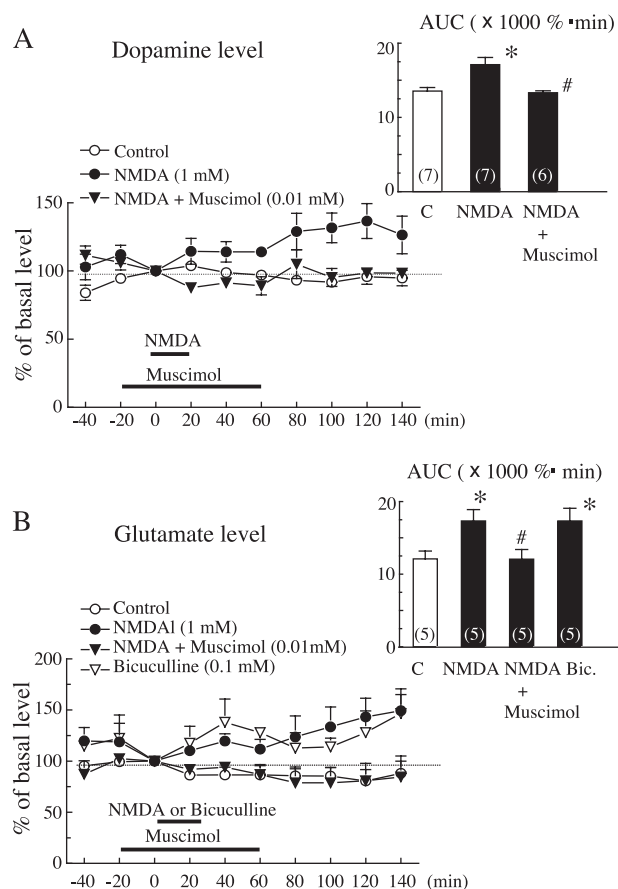 A
Dopamine level
AUC ( x 1000 % ▪min)
20
10
0
*
#
(7)
(7)
(6)
C
NMDA
NMDA
+
Muscimol
Control
NMDA (1 mM)
NMDA + Muscimol (0.01 mM)
% of basal level
150
100
50
0
NMDA
Muscimol
-40 -20 0 20 40 60 80 100 120 140 (min)
B
Glutamate level
AUC ( x 1000 %▪ min)
20
10
0
*
#
*
(5)
(5)
(5)
(5)
C
NMDA NMDA Bic.
+
Muscimol
Control
NMDAl (1 mM)
NMDA + Muscimol (0.01mM)
Bicuculline (0.1 mM)
% of basal level
200
150
100
50
0
NMDA or Bicuculline
Muscimol
-40 -20 0 20 40 60 80 100 120 140 (min)